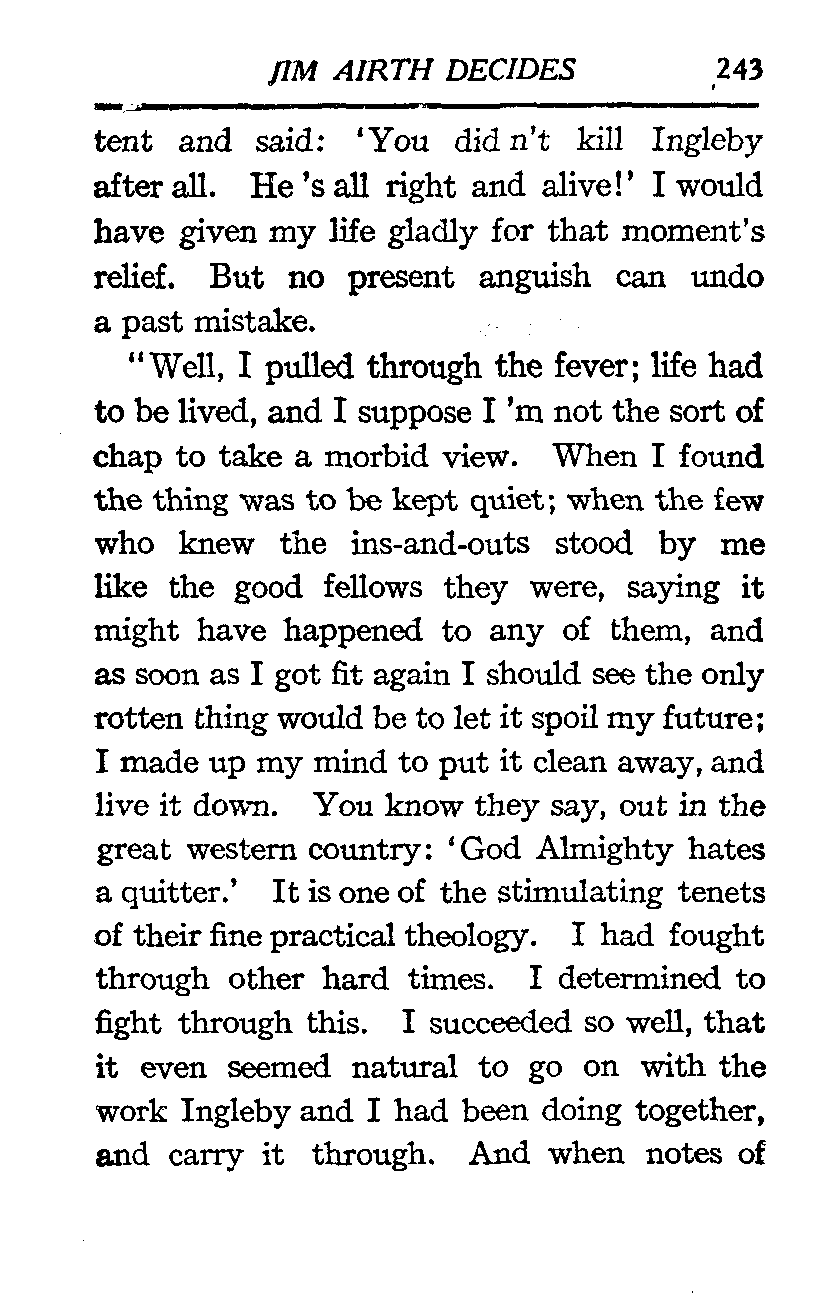 JIM AIRTH DECIDES 243
tent and said: ‘You did n't kill Ingleby
after all. He 's all right and alive!’ I would
have given my life gladly for that moment's
relief. But no present anguish can undo
a past mistake.
“Well, I pulled through the fever; life had
to be lived, and I suppose I 'm not the sort of
chap to take a morbid view. When I found
the thing was to be kept quiet; when the few
who knew the ins-and-outs stood by me
like the good fellows they were, saying it
might have happened to any of them, and
as soon as I got fit again I should see the only
rotten thing would be to let it spoil my future;
I made up my mind to put it clean away, and
live it down. You know they say, out in the
great western country: ‘God Almighty hates
a quitter.’ It is one of the stimulating tenets
of their fine practical theology. I had fought
through other hard times. I determined to
fight through this. I succeeded so well, that
it even seemed natural to go on with the
work Ingleby and I had been doing together,
and carry it through. And when notes of